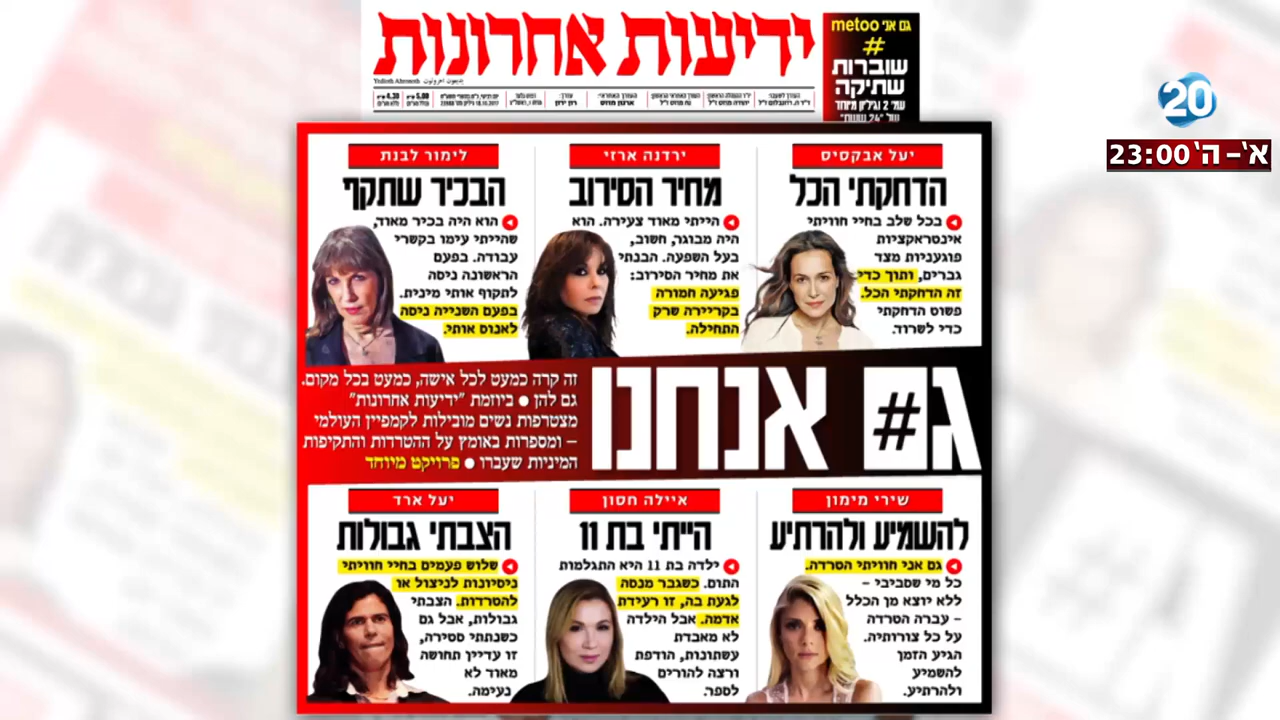 ידיעות אחרונות
Yedioth Ahronoth
גם אני metoo
#
שוברות
שתיקה
עמ' 2 וגיליון מיוחד
של "24 שעות"
20
א'-ה' 23:00
יעל אבקסיס
הדחקתי הכל
בכל שלב בחיי חוויתי
אינטראקציות
פוגעניות מצד
גברים, ותוך כדי
זה הדחקתי הכל.
פשוט הדחקתי
כדי לשרוד.
ירדנה ארזי
מחיר הסירוב
הייתי מאוד צעירה. הוא
היה מבוגר, חשוב,
בעל השפעה. הבנתי
את מחיר הסירוב:
פגיעה חמורה
בקריירה שרק
התחילה.
לימור לבנת
הבכיר שתקף
הוא היה בכיר מאוד,
שהייתי עימו בקשרי
עבודה. בפעם
הראשונה ניסה
לתקוף אותי מינית.
בפעם השנייה ניסה
לאנוס אותי.
גם# אנחנו
זה קרה כמעט לכל אישה, כמעט בכל מקום.
גם להן • ביוזמת "ידיעות אחרונות"
מצטרפות נשים מובילות לקמפיין העולמי
– ומספרות באומץ על ההטרדות והתקיפות
המיניות שעברו • פרויקט מיוחד
שירי מימון
להשמיע ולהרתיע
גם אני חוויתי הטרדה.
כל מי שסביבי –
ללא יוצא מן הכלל
– עברה הטרדה
על כל צורותיה.
הגיע הזמן
להשמיע
ולהרתיע.
איילה חסון
הייתי בת 11
ילדה בת 11 היא התגלמות
התום. כשגבר מנסה
לגעת בה, זו רעידת
אדמה. אבל הילדה
לא מאבדת
עשתונות, הודפת
ורצה להורים
לספר.
יעל ארד
הצבתי גבולות
שלוש פעמים בחיי חוויתי
ניסיונות לניצול או
להטרדות. הצבתי
גבולות, אבל גם
כשנתתי סטירה,
זו עדיין תחושה
מאוד לא
נעימה.